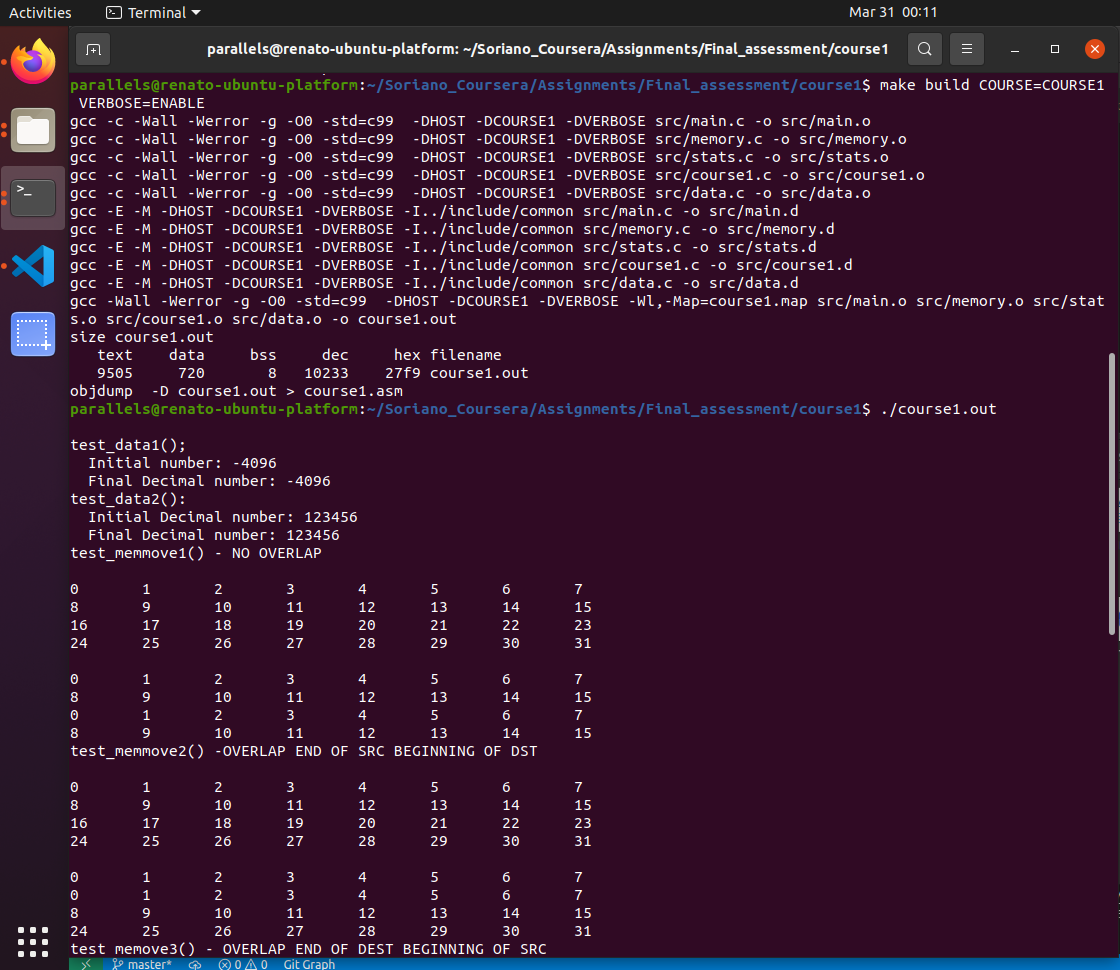 Activities Terminal Mar 31 00:11
parallels@renato-ubuntu-platform: ~/Soriano_Coursera/Assignments/Final_assessment/course1
parallels@renato-ubuntu-platform:~/Soriano_Coursera/Assignments/Final_assessment/course1$ make build COURSE=COURSE1
 VERBOSE=ENABLE
gcc -c -Wall -Werror -g -O0 -std=c99  -DHOST -DCOURSE1 -DVERBOSE src/main.c -o src/main.o
gcc -c -Wall -Werror -g -O0 -std=c99  -DHOST -DCOURSE1 -DVERBOSE src/memory.c -o src/memory.o
gcc -c -Wall -Werror -g -O0 -std=c99  -DHOST -DCOURSE1 -DVERBOSE src/stats.c -o src/stats.o
gcc -c -Wall -Werror -g -O0 -std=c99  -DHOST -DCOURSE1 -DVERBOSE src/course1.c -o src/course1.o
gcc -c -Wall -Werror -g -O0 -std=c99  -DHOST -DCOURSE1 -DVERBOSE src/data.c -o src/data.o
gcc -E -M -DHOST -DCOURSE1 -DVERBOSE -I../include/common src/main.c -o src/main.d
gcc -E -M -DHOST -DCOURSE1 -DVERBOSE -I../include/common src/memory.c -o src/memory.d
gcc -E -M -DHOST -DCOURSE1 -DVERBOSE -I../include/common src/stats.c -o src/stats.d
gcc -E -M -DHOST -DCOURSE1 -DVERBOSE -I../include/common src/course1.c -o src/course1.d
gcc -E -M -DHOST -DCOURSE1 -DVERBOSE -I../include/common src/data.c -o src/data.d
gcc -Wall -Werror -g -O0 -std=c99  -DHOST -DCOURSE1 -DVERBOSE -Wl,-Map=course1.map src/main.o src/memory.o src/stat
s.o src/course1.o src/data.o -o course1.out
size course1.out
   text    data     bss     dec     hex filename
   9505     720       8   10233    27f9 course1.out
objdump  -D course1.out > course1.asm
parallels@renato-ubuntu-platform:~/Soriano_Coursera/Assignments/Final_assessment/course1$ ./course1.out
test_data1();
  Initial number: -4096
  Final Decimal number: -4096
test_data2():
  Initial Decimal number: 123456
  Final Decimal number: 123456
test_memmove1() - NO OVERLAP
0 1 2 3 4 5 6 7
8 9 10 11 12 13 14 15
16 17 18 19 20 21 22 23
24 25 26 27 28 29 30 31
0 1 2 3 4 5 6 7
8 9 10 11 12 13 14 15
0 1 2 3 4 5 6 7
8 9 10 11 12 13 14 15
test_memmove2() -OVERLAP END OF SRC BEGINNING OF DST
0 1 2 3 4 5 6 7
8 9 10 11 12 13 14 15
16 17 18 19 20 21 22 23
24 25 26 27 28 29 30 31
0 1 2 3 4 5 6 7
0 1 2 3 4 5 6 7
8 9 10 11 12 13 14 15
24 25 26 27 28 29 30 31
test_memove3() - OVERLAP END OF DEST BEGINNING OF SRC
master* 0 0 Git Graph